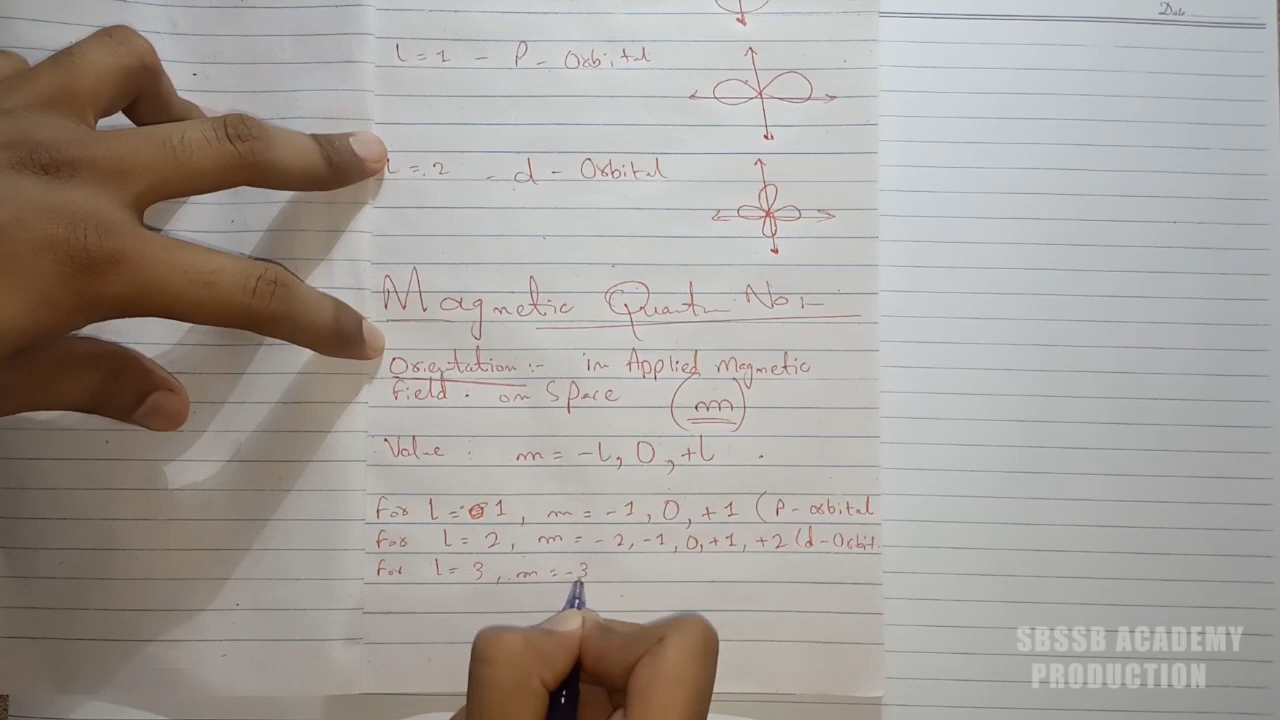 Date
l = 1 - P - Orbital
l = 2 - d - Orbital
Magnetic Quantm No :-
Orientation :- in Applied Magnetic
field . on Space m
Value : m = -l, 0, +l .
For l = 1, m = -1, 0, +1 (P-orbital
For l = 2, m = -2, -1, 0, +1, +2 (d-Orbit.
For l = 3, m = -3
SBSSB ACADEMY
PRODUCTION